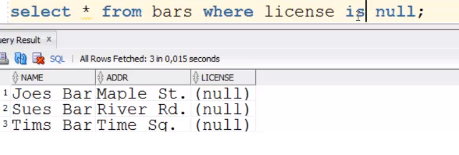 select * from bars where license is null;
Query Result ×
SQL | All Rows Fetched: 3 in 0,015 seconds
NAME ADDR LICENSE
1 Joes Bar Maple St. (null)
2 Sues Bar River Rd. (null)
3 Tims Bar Time Sq. (null)